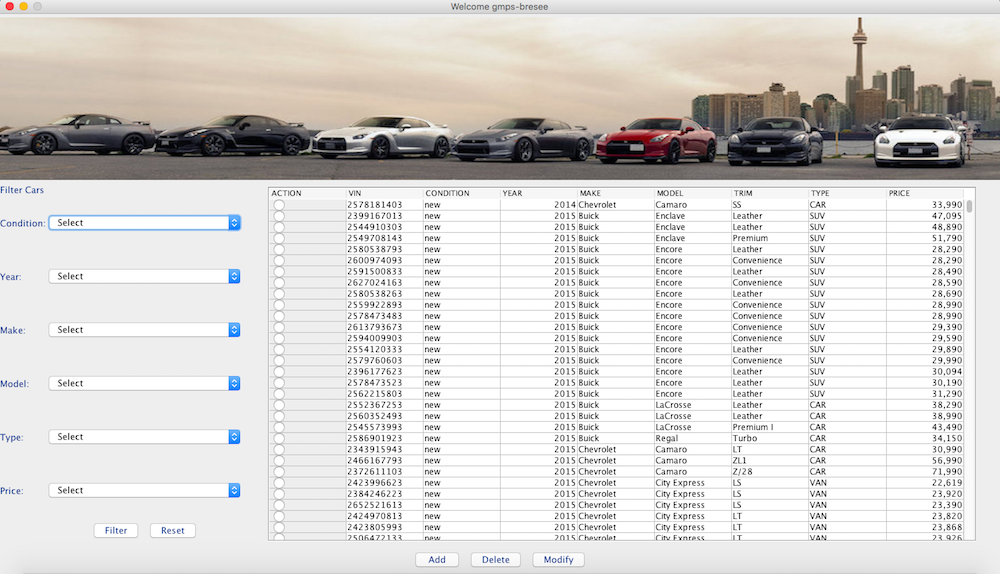 Welcome gmps-bresee
Filter Cars
Condition: Select
Year: Select
Make: Select
Model: Select
Type: Select
Price: Select
Filter Reset
ACTION VIN CONDITION YEAR MAKE MODEL TRIM TYPE PRICE
2578181403 new 2014 Chevrolet Camaro SS CAR 33,990
2399167013 new 2015 Buick Enclave Leather SUV 47,095
2544910303 new 2015 Buick Enclave Leather SUV 48,890
2549708143 new 2015 Buick Enclave Premium SUV 51,790
2580538793 new 2015 Buick Encore Leather SUV 28,290
2600974093 new 2015 Buick Encore Convenience SUV 28,290
2591500833 new 2015 Buick Encore Leather SUV 28,490
2627024163 new 2015 Buick Encore Convenience SUV 28,590
2580538263 new 2015 Buick Encore Leather SUV 28,690
2559922893 new 2015 Buick Encore Convenience SUV 28,990
2578473483 new 2015 Buick Encore Convenience SUV 28,990
2613793673 new 2015 Buick Encore Convenience SUV 29,390
2594009903 new 2015 Buick Encore Convenience SUV 29,590
2554120333 new 2015 Buick Encore Leather SUV 29,890
2579760603 new 2015 Buick Encore Convenience SUV 29,990
2396177623 new 2015 Buick Encore Leather SUV 30,094
2578473523 new 2015 Buick Encore Leather SUV 30,190
2562215803 new 2015 Buick Encore Leather SUV 31,290
2552367253 new 2015 Buick LaCrosse Leather CAR 38,290
2560352493 new 2015 Buick LaCrosse Leather CAR 38,990
2545573993 new 2015 Buick LaCrosse Premium I CAR 43,490
2586901923 new 2015 Buick Regal Turbo CAR 34,150
2343915943 new 2015 Chevrolet Camaro LT CAR 30,990
2466167793 new 2015 Chevrolet Camaro ZL1 CAR 56,990
2372611103 new 2015 Chevrolet Camaro Z/28 CAR 71,990
2423996623 new 2015 Chevrolet City Express LS VAN 22,619
2384246223 new 2015 Chevrolet City Express LS VAN 23,920
2652521613 new 2015 Chevrolet City Express LS VAN 23,390
2424970813 new 2015 Chevrolet City Express LT VAN 23,820
2423805993 new 2015 Chevrolet City Express LT VAN 23,868
2506472133 new 2015 Chevrolet City Express LT VAN 23,926
Add Delete Modify